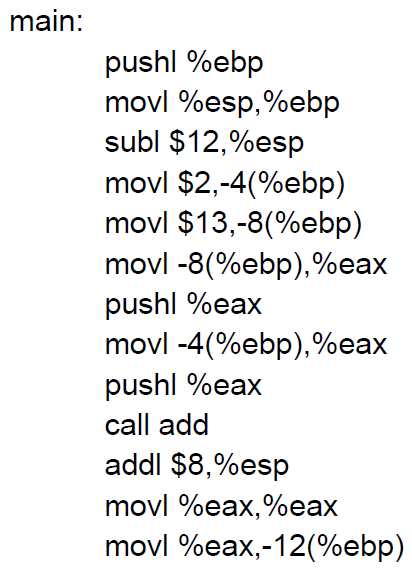 main:
pushl %ebp
movl %esp,%ebp
subl $12,%esp
movl $2,-4(%ebp)
movl $13,-8(%ebp)
movl -8(%ebp),%eax
pushl %eax
movl -4(%ebp),%eax
pushl %eax
call add
addl $8,%esp
movl %eax,%eax
movl %eax,-12(%ebp)